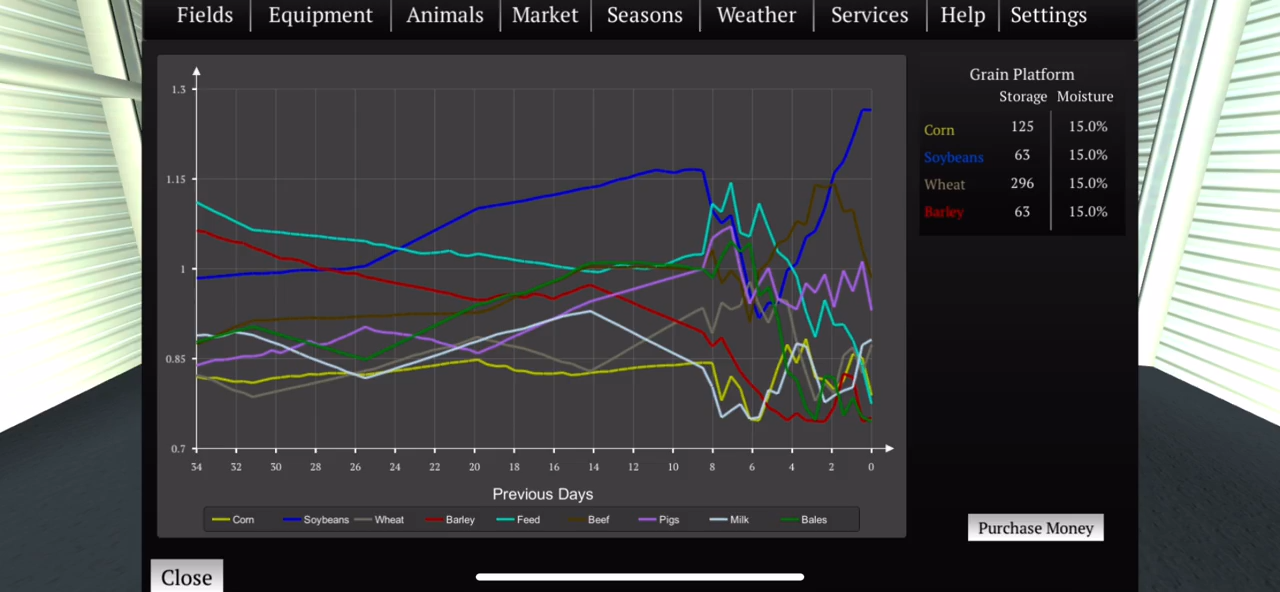 Fields Equipment Animals Market Seasons Weather Services Help Settings
Grain Platform
Storage Moisture
Corn 125 15.0%
Soybeans 63 15.0%
Wheat 296 15.0%
Barley 63 15.0%
1.3
1.15
1
0.85
0.7
34 32 30 28 26 24 22 20 18 16 14 12 10 8 6 4 2 0
Previous Days
Corn Soybeans Wheat Barley Feed Beef Pigs Milk Bales
Purchase Money
Close